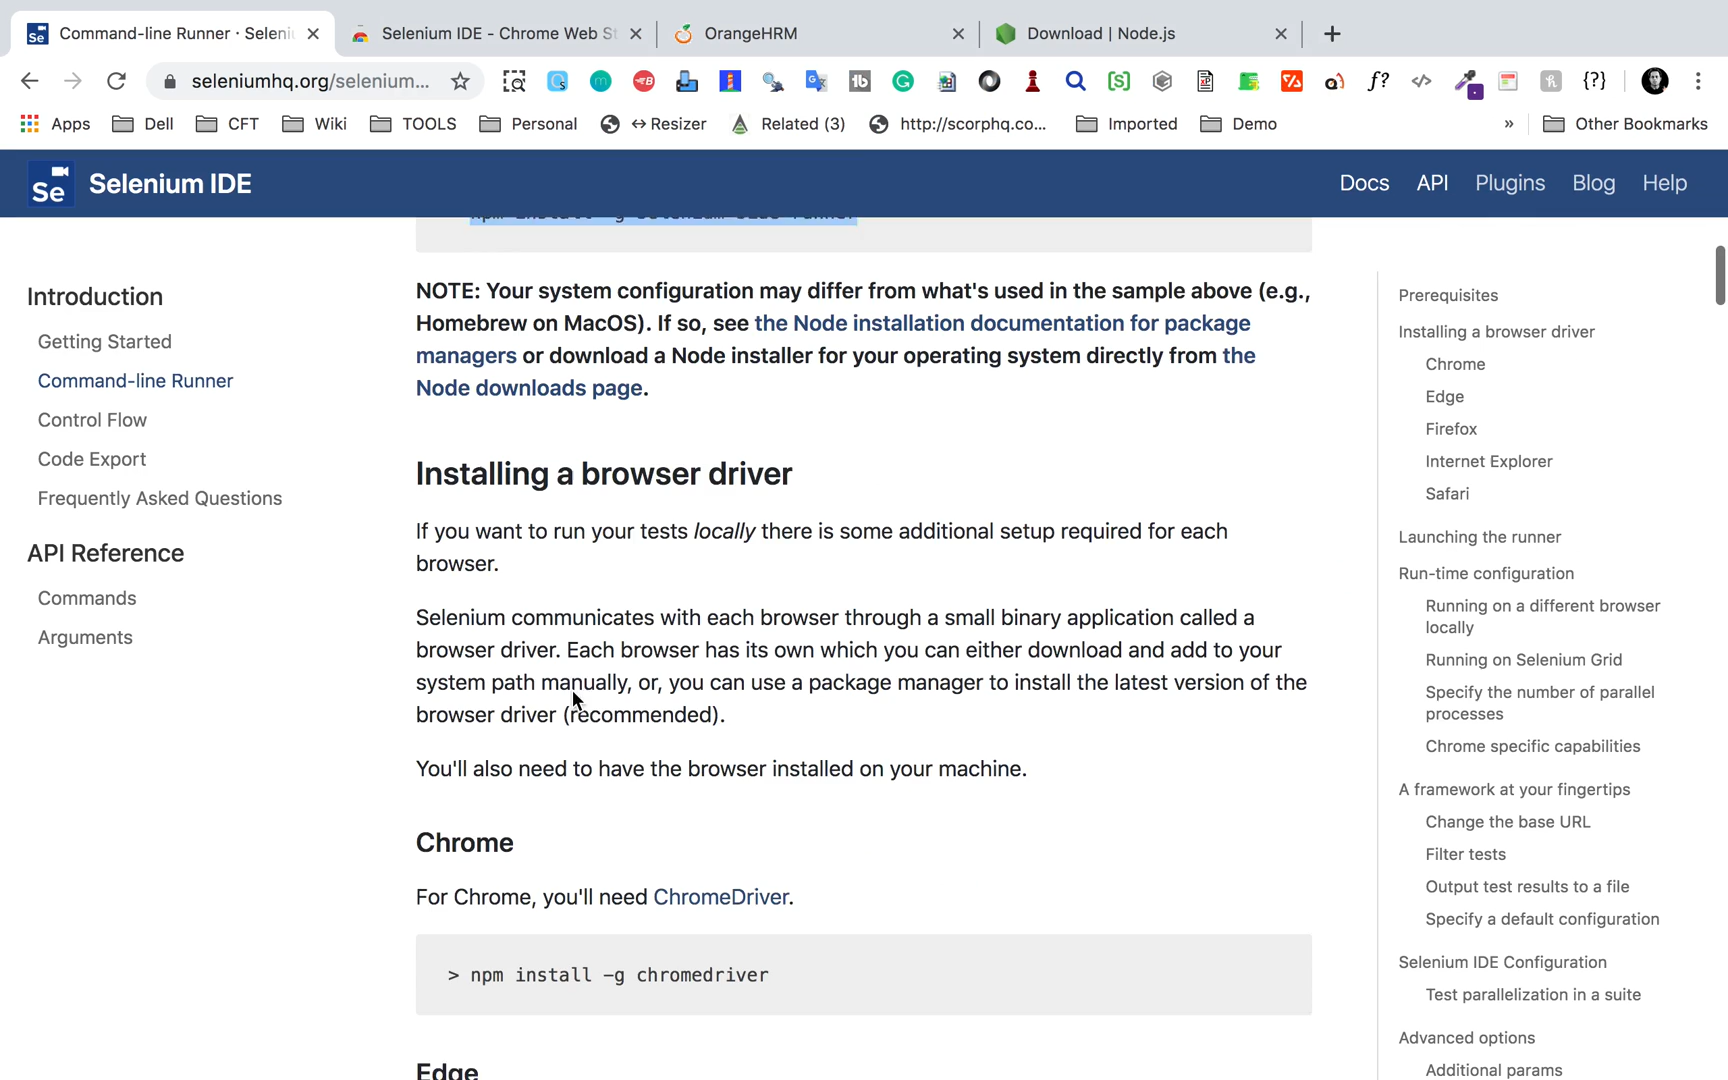 Command-line Runner · Seleni
Selenium IDE - Chrome Web St
OrangeHRM
Download | Node.js
seleniumhq.org/selenium...
Apps
Dell
CFT
Wiki
TOOLS
Personal
↔Resizer
Related (3)
http://scorphq.co...
Imported
Demo
»
Other Bookmarks
Se
Selenium IDE
Docs
API
Plugins
Blog
Help
Introduction
Getting Started
Command-line Runner
Control Flow
Code Export
Frequently Asked Questions
API Reference
Commands
Arguments
NOTE: Your system configuration may differ from what's used in the sample above (e.g.,
Homebrew on MacOS). If so, see the Node installation documentation for package
managers or download a Node installer for your operating system directly from the
Node downloads page.
Installing a browser driver
If you want to run your tests locally there is some additional setup required for each
browser.
Selenium communicates with each browser through a small binary application called a
browser driver. Each browser has its own which you can either download and add to your
system path manually, or, you can use a package manager to install the latest version of the
browser driver (recommended).
You'll also need to have the browser installed on your machine.
Chrome
For Chrome, you'll need ChromeDriver.
> npm install -g chromedriver
Edge
Prerequisites
Installing a browser driver
Chrome
Edge
Firefox
Internet Explorer
Safari
Launching the runner
Run-time configuration
Running on a different browser
locally
Running on Selenium Grid
Specify the number of parallel
processes
Chrome specific capabilities
A framework at your fingertips
Change the base URL
Filter tests
Output test results to a file
Specify a default configuration
Selenium IDE Configuration
Test parallelization in a suite
Advanced options
Additional params